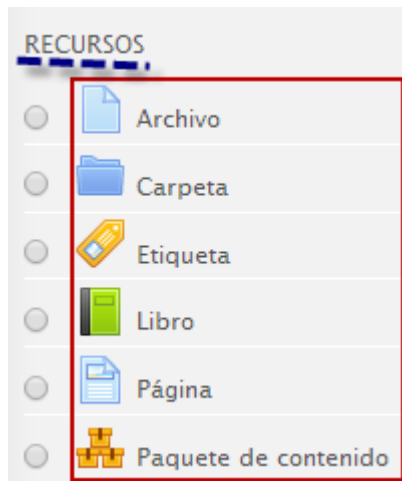 RECURSOS
Archivo
Carpeta
Etiqueta
Libro
Página
Paquete de contenido